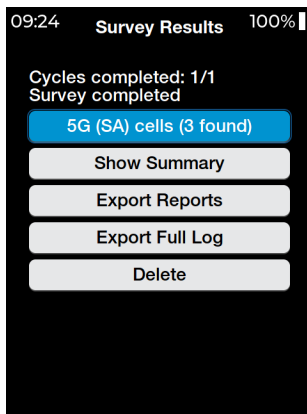 09:24 Survey Results 100%
Cycles completed: 1/1
Survey completed
5G (SA) cells (3 found)
Show Summary
Export Reports
Export Full Log
Delete